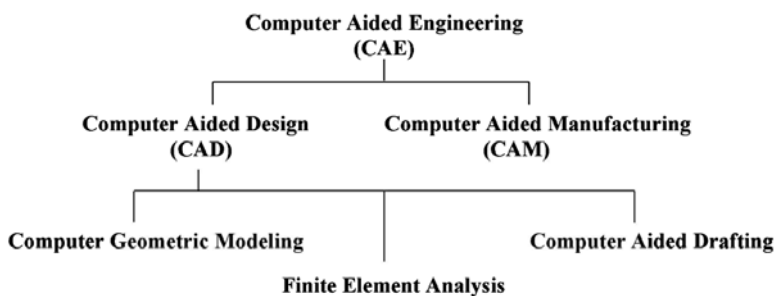 Computer Aided Engineering
(CAE)
Computer Aided Design
(CAD)
Computer Aided Manufacturing
(CAM)
Computer Geometric Modeling
Finite Element Analysis
Computer Aided Drafting